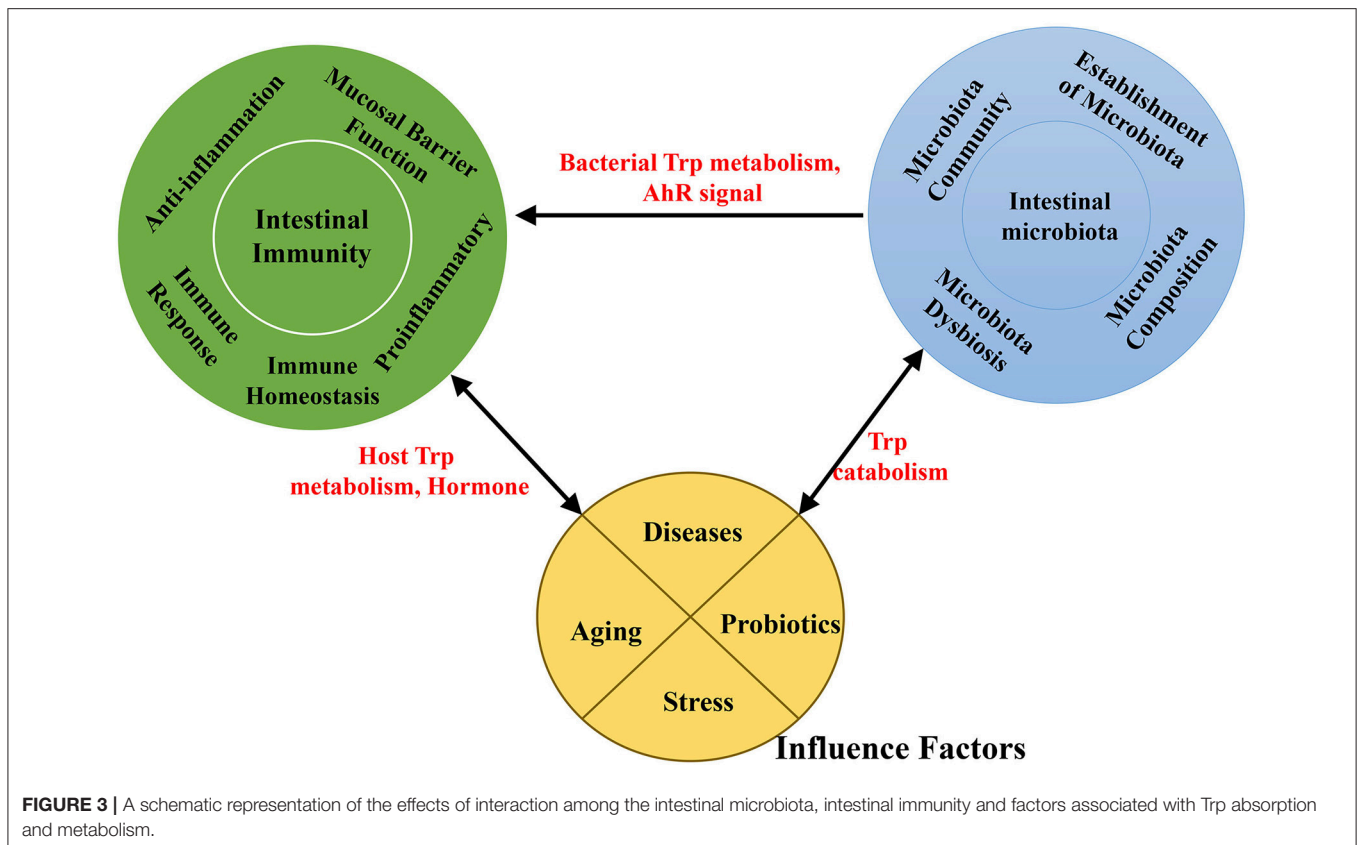 Anti-inflammation
Mucosal Barrier
Function
Intestinal
Immunity
Proinflammatory
Immune
Response
Immune
Homeostasis
Bacterial Trp metabolism,
AhR signal
Microbiota
Community
Establishment
of Microbiota
Intestinal
microbiota
Microbiota
Dysbiosis
Microbiota
Composition
Host Trp
metabolism, Hormone
Trp
catabolism
Diseases
Aging
Probiotics
Stress
Influence Factors
FIGURE 3 | A schematic representation of the effects of interaction among the intestinal microbiota, intestinal immunity and factors associated with Trp absorption
and metabolism.